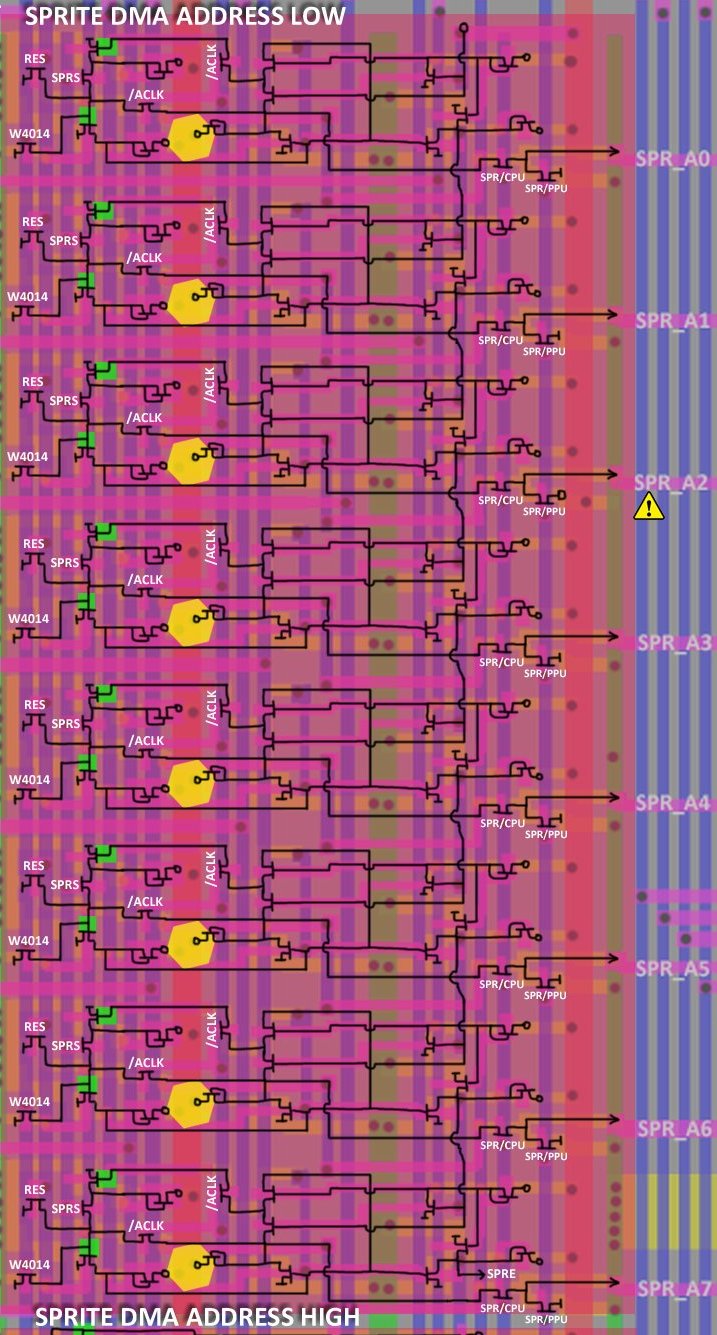 SPRITE DMA ADDRESS LOW
RES
SPRS
/ACLK
/ACLK
W4014
SPR/CPU
SPR/PPU
SPR_A0
RES
SPRS
/ACLK
/ACLK
W4014
SPR/CPU
SPR/PPU
SPR_A1
RES
SPRS
/ACLK
/ACLK
W4014
SPR/CPU
SPR/PPU
SPR_A2
RES
SPRS
/ACLK
/ACLK
W4014
SPR/CPU
SPR/PPU
SPR_A3
RES
SPRS
/ACLK
/ACLK
W4014
SPR/CPU
SPR/PPU
SPR_A4
RES
SPRS
/ACLK
/ACLK
W4014
SPR/CPU
SPR/PPU
SPR_A5
RES
SPRS
/ACLK
/ACLK
W4014
SPR/CPU
SPR/PPU
SPR_A6
RES
SPRS
/ACLK
/ACLK
W4014
SPRE
SPR/CPU
SPR/PPU
SPR_A7
SPRITE DMA ADDRESS HIGH